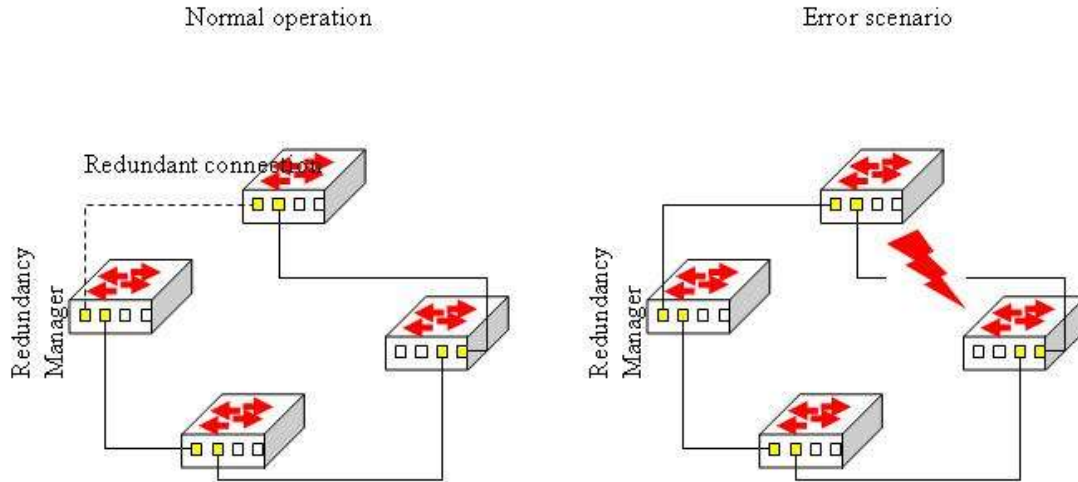 Normal operation
Error scenario
Redundant connection
Redundancy
Manager
Redundancy
Manager